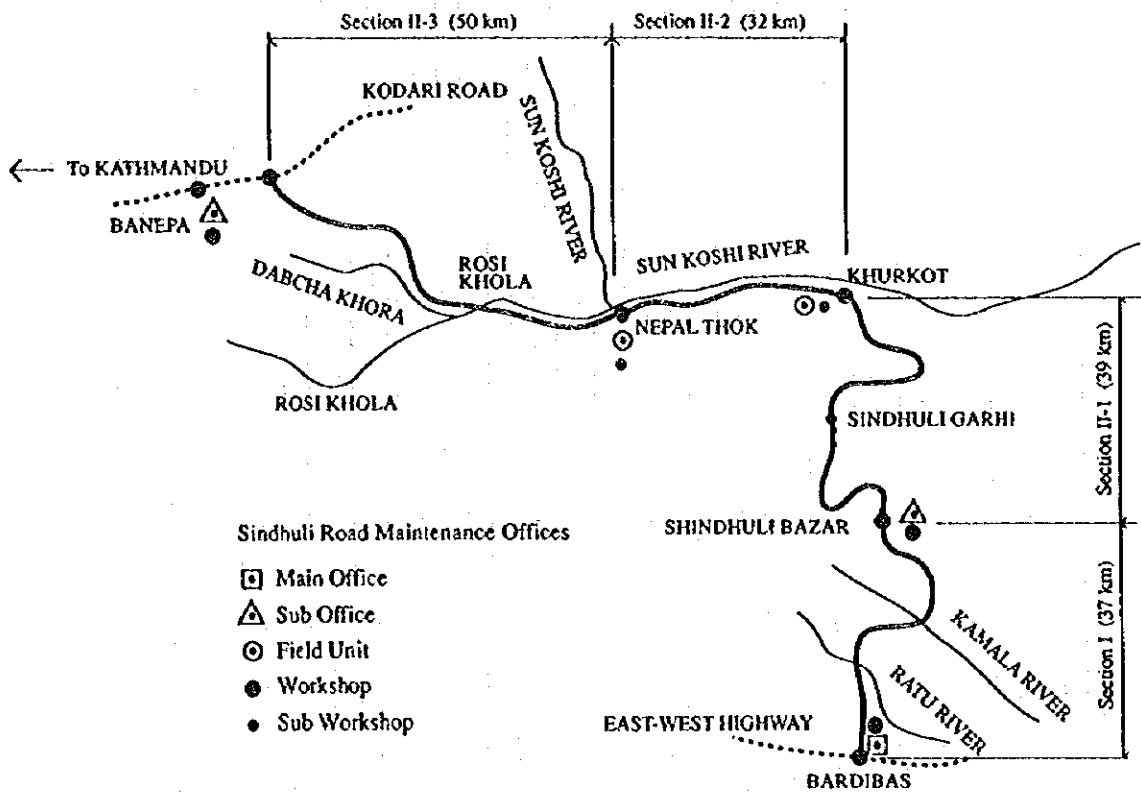 Section II-3 (50 km)
Section II-2 (32 km)
KODARI ROAD
SUN KOSHI RIVER
To KATHMANDU
BANEPA
DABCHA KHORA
ROSI
KHOLA
SUN KOSHI RIVER
KHURKOT
NEPAL THOK
ROSI KHOLA
SINDHULI GARHI
Section II-1 (39 km)
SHINDHULI BAZAR
Sindhuli Road Maintenance Offices
Main Office
Sub Office
Field Unit
Workshop
Sub Workshop
KAMALA RIVER
RATU RIVER
Section I (37 km)
EAST-WEST HIGHWAY
BARDIBAS